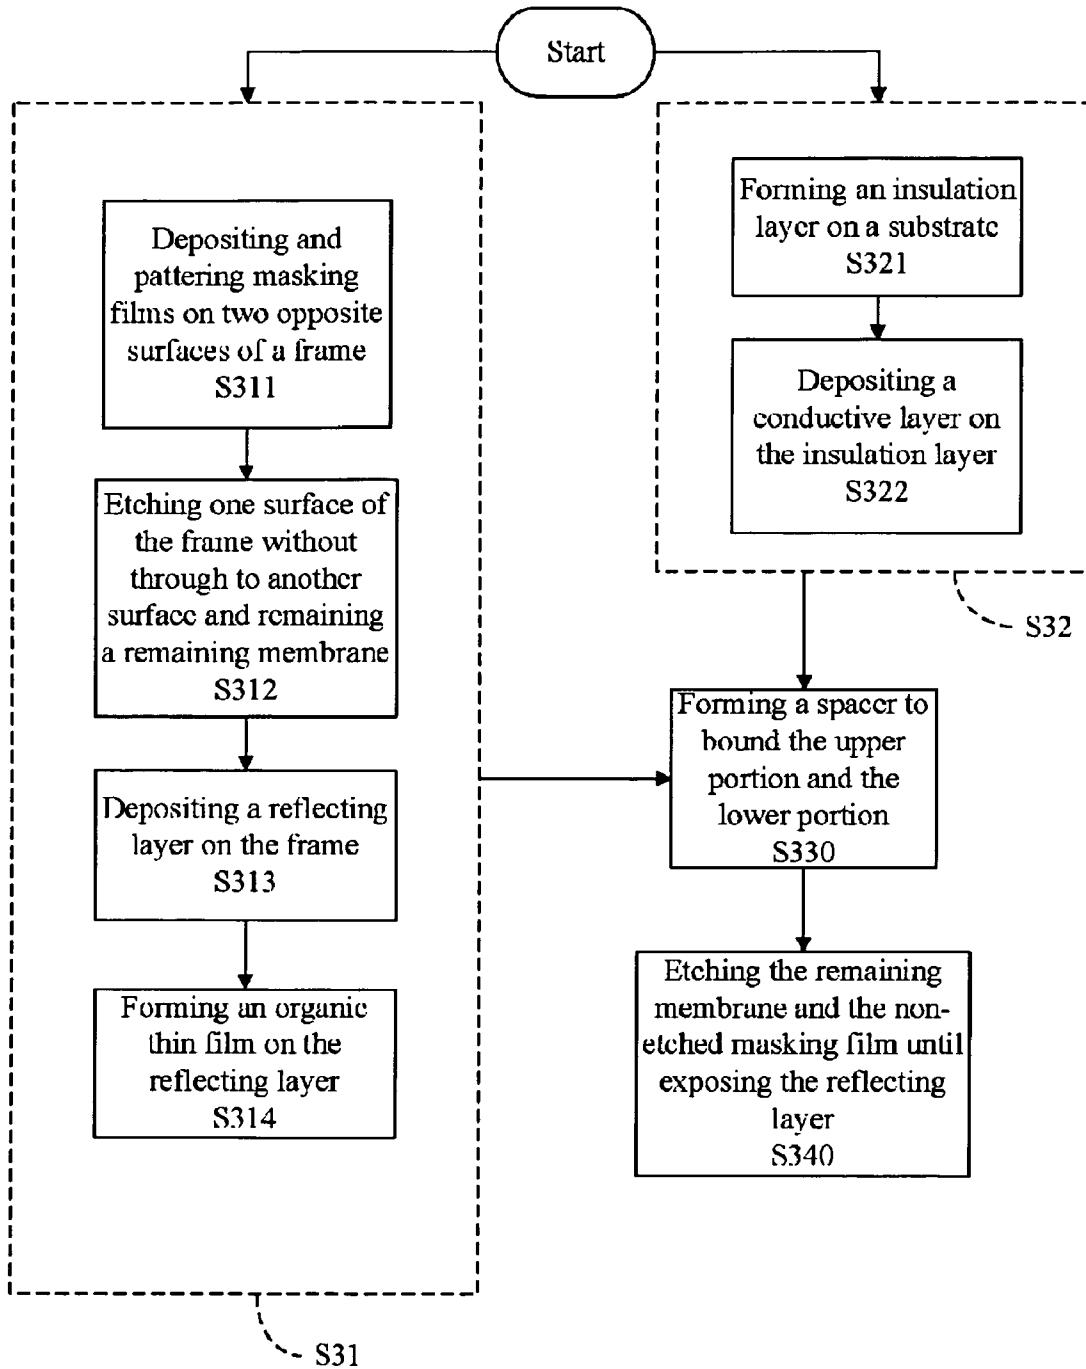 Start
Depositing and
pattering masking
films on two opposite
surfaces of a frame
S311
Etching one surface of
the frame without
through to another
surface and remaining
a remaining membrane
S312
Depositing a reflecting
layer on the frame
S313
Forming an organic
thin film on the
reflecting layer
S314
S31
Forming an insulation
layer on a substrate
S321
Depositing a
conductive layer on
the insulation layer
S322
S32
Forming a spacer to
bound the upper
portion and the
lower portion
S330
Etching the remaining
membrane and the non-
etched masking film until
exposing the reflecting
layer
S340